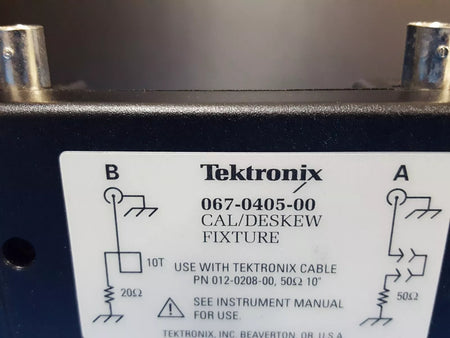 B
Tektronix
A
067-0405-00
CAL/DESKEW
FIXTURE
10T
USE WITH TEKTRONIX CABLE
PN 012-0208-00, 50Ω 10"
20Ω
50Ω
SEE INSTRUMENT MANUAL
FOR USE.
TEKTRONIX, INC. BEAVERTON, OR, U.S.A.